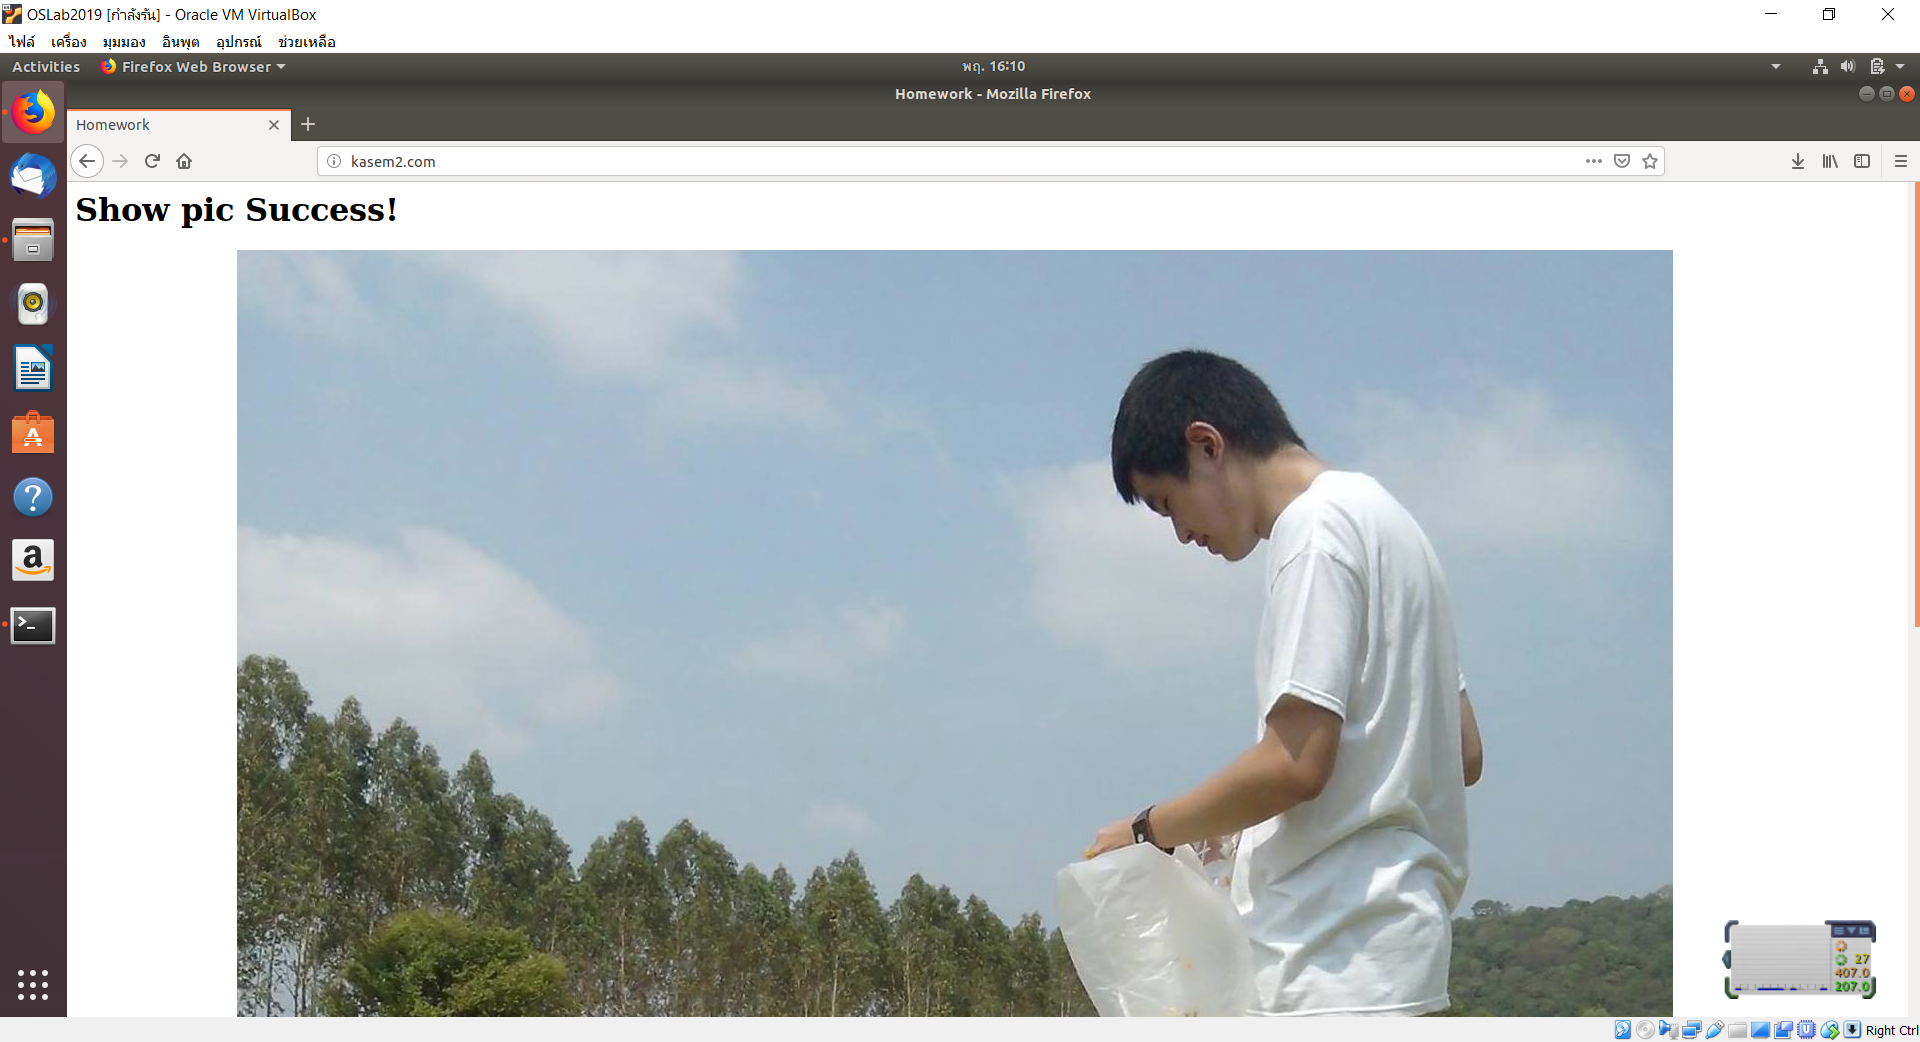 OSLab2019 [กำลังรัน] - Oracle VM VirtualBox
ไฟล์ เครื่อง มุมมอง อินพุต อุปกรณ์ ช่วยเหลือ
Activities Firefox Web Browser พฤ. 16:10
Homework - Mozilla Firefox
Homework
kasem2.com
Show pic Success!
27
407.0
207.0
Right Ctrl